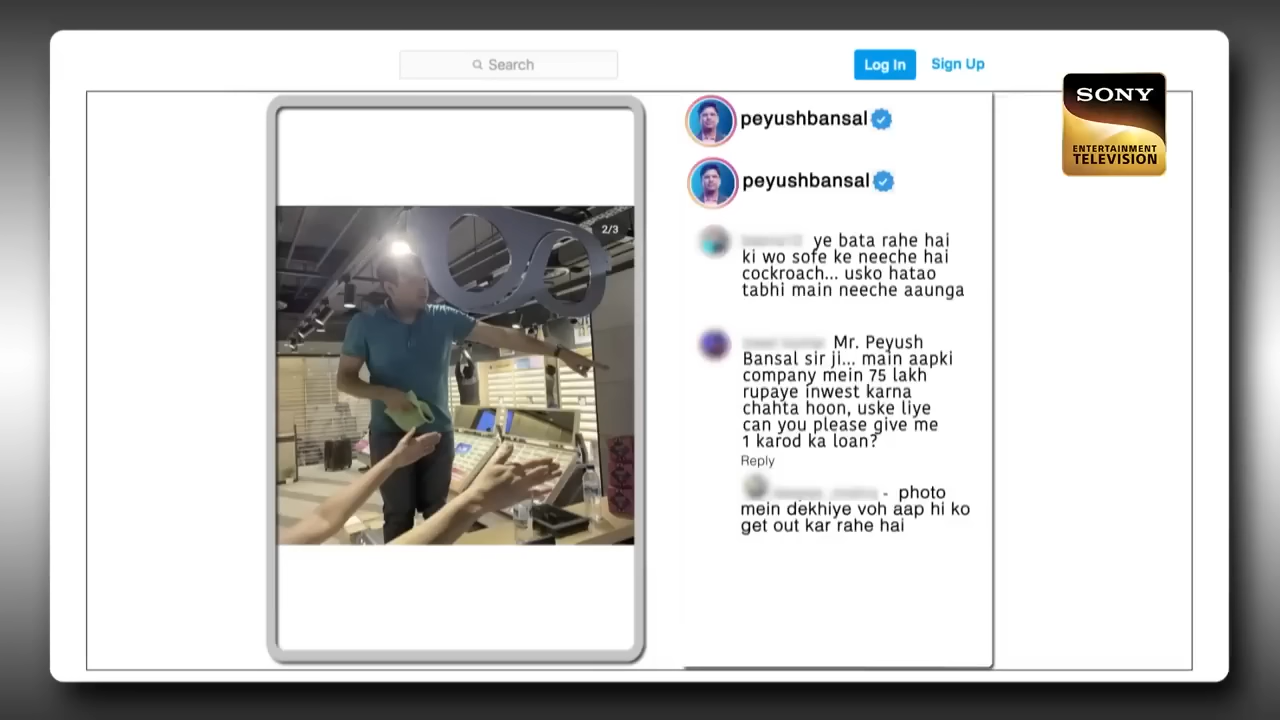 Search
Log In
Sign Up
SONY
ENTERTAINMENT
TELEVISION
2/3
peyushbansal
peyushbansal
ye bata rahe hai
ki wo sofe ke neeche hai
cockroach... usko hatao
tabhi main neeche aaunga
Mr. Peyush
Bansal sir ji... main aapki
company mein 75 lakh
rupaye inwest karna
chahta hoon, uske liye
can you please give me
1 karod ka loan?
Reply
- photo
mein dekhiye voh aap hi ko
get out kar rahe hai